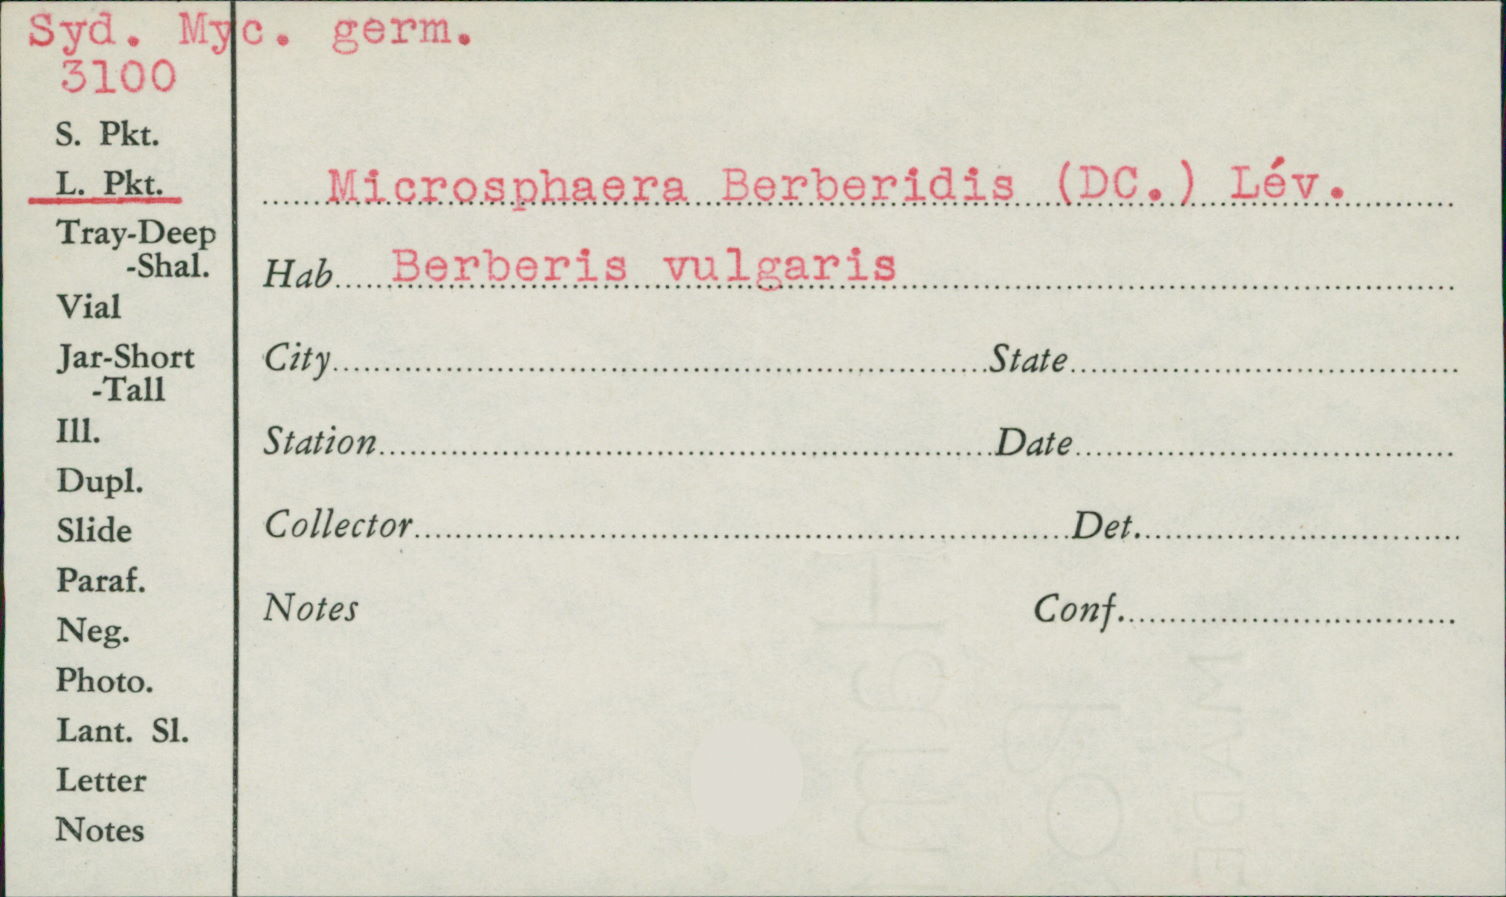 Syd. Myc. germ.
3100
S. Pkt.
L. Pkt.
Tray-Deep
-Shal.
Vial
Jar-Short
-Tall
Ill.
Dupl.
Slide
Paraf.
Neg.
Photo.
Lant. Sl.
Letter
Notes
Microsphaera Berberidis (DC.) Lév.
Hab. Berberis vulgaris
City State
Station Date
Collector Det.
Notes Conf.